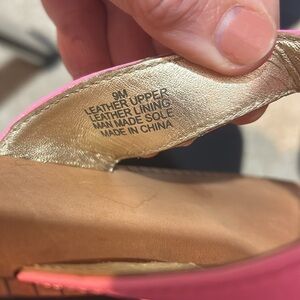 9M
LEATHER UPPER
LEATHER LINING
MAN MADE SOLE
MADE IN CHINA